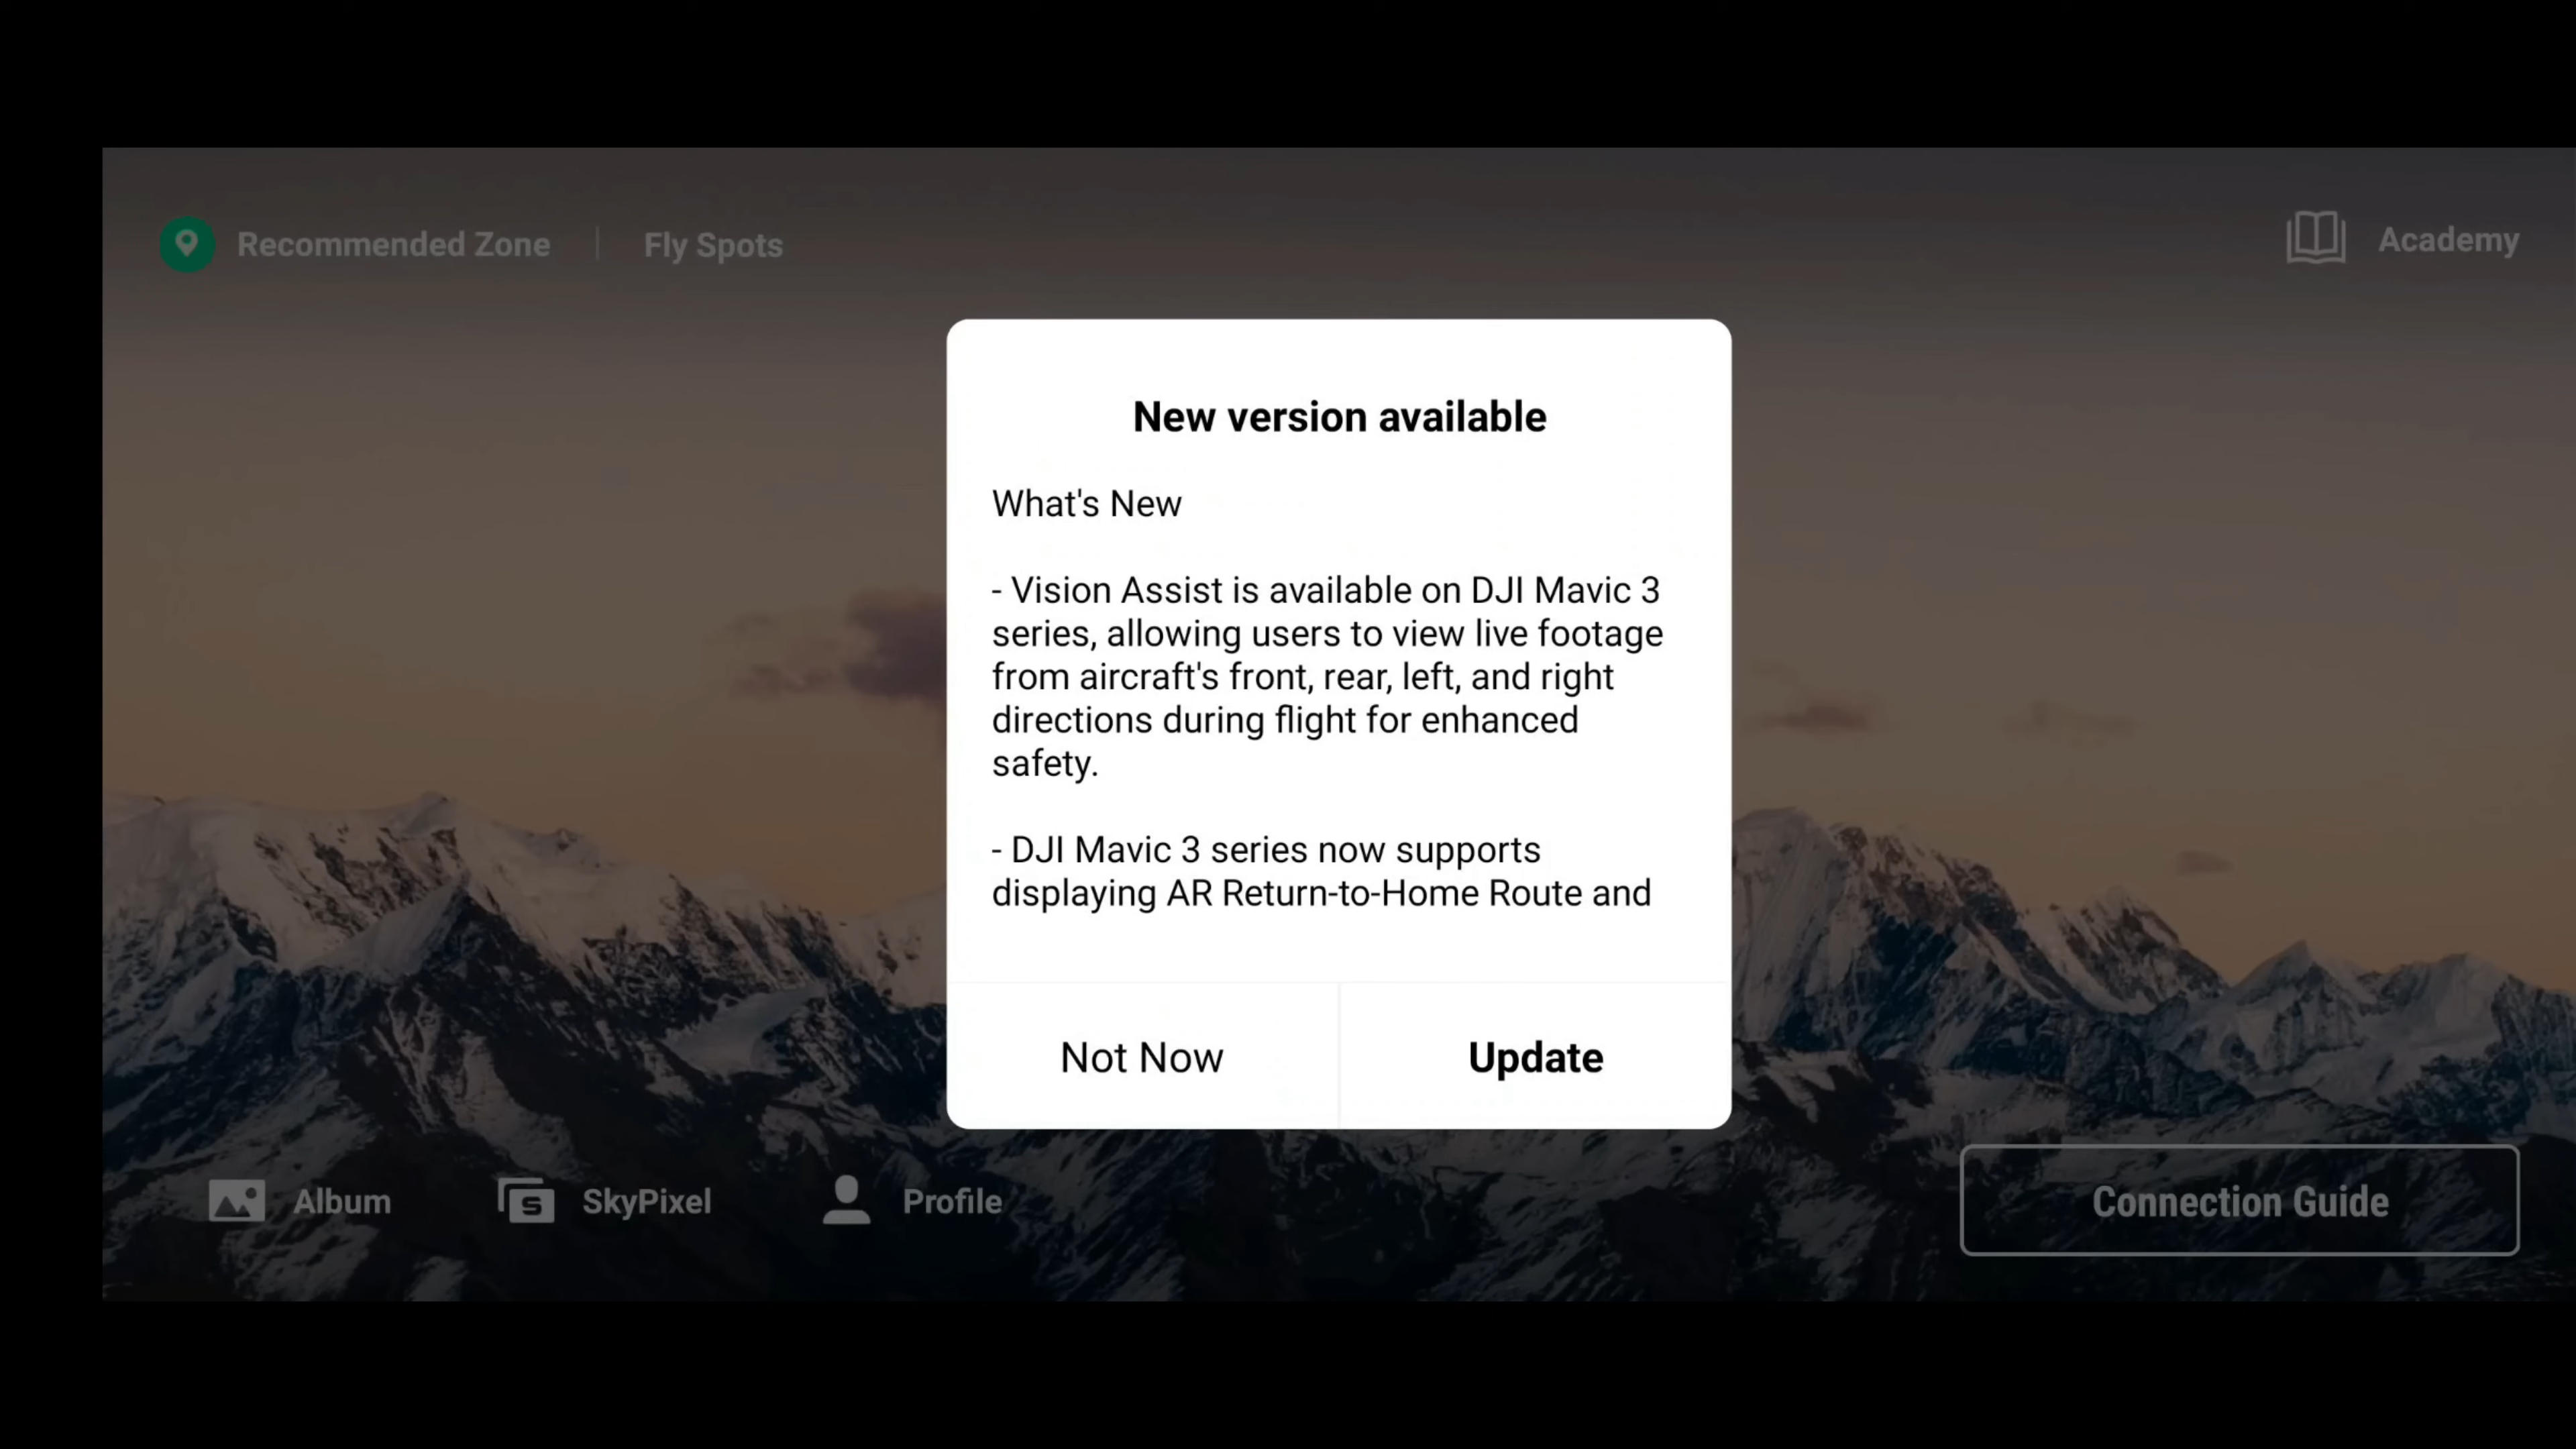 Recommended Zone
Fly Spots
Academy
New version available
What's New
- Vision Assist is available on DJI Mavic 3
series, allowing users to view live footage
from aircraft's front, rear, left, and right
directions during flight for enhanced
safety.
- DJI Mavic 3 series now supports
displaying AR Return-to-Home Route and
Not Now
Update
Album
S
SkyPixel
Profile
Connection Guide